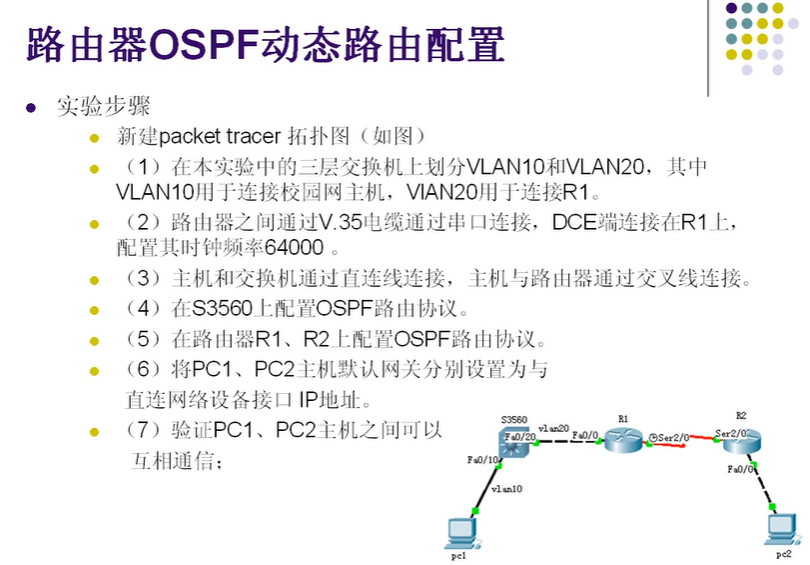 路由器OSPF动态路由配置
实验步骤
新建packet tracer 拓扑图（如图）
（1）在本实验中的三层交换机上划分VLAN10和VLAN20，其中
VLAN10用于连接校园网主机，VlAN20用于连接R1。
（2）路由器之间通过V.35电缆通过串口连接，DCE端连接在R1上，
配置其时钟频率64000 。
（3）主机和交换机通过直连线连接，主机与路由器通过交叉线连接。
（4）在S3560上配置OSPF路由协议。
（5）在路由器R1、R2上配置OSPF路由协议。
（6）将PC1、PC2主机默认网关分别设置为与
直连网络设备接口 IP地址。
（7）验证PC1、PC2主机之间可以
互相通信；
S3560
R1
R2
Fa0/20
vlan20
Fa0/0
Ser2/0
Ser2/0
Fa0/10
Fa0/0
vlan10
pc1
pc2